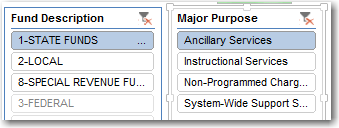 Fund Description
1-STATE FUNDS ...
2-LOCAL
8-SPECIAL REVENUE FU...
3-FEDERAL
Major Purpose
Ancillary Services
Instructional Services
Non-Programmed Charg...
System-Wide Support S...